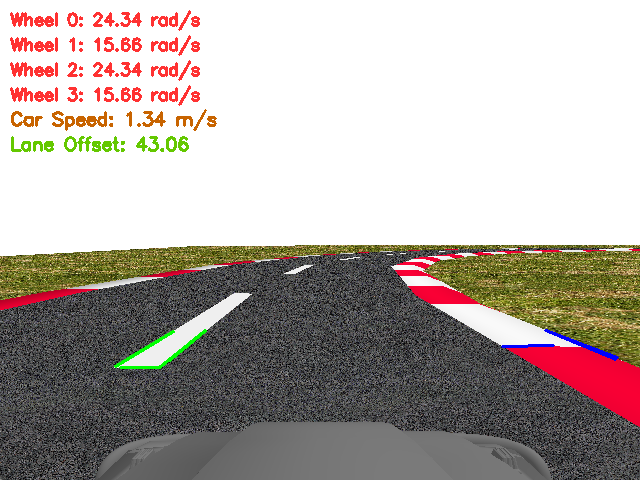 Wheel 0: 24.34 rad/s
Wheel 1: 15.66 rad/s
Wheel 2: 24.34 rad/s
Wheel 3: 15.66 rad/s
Car Speed: 1.34 m/s
Lane Offset: 43.06